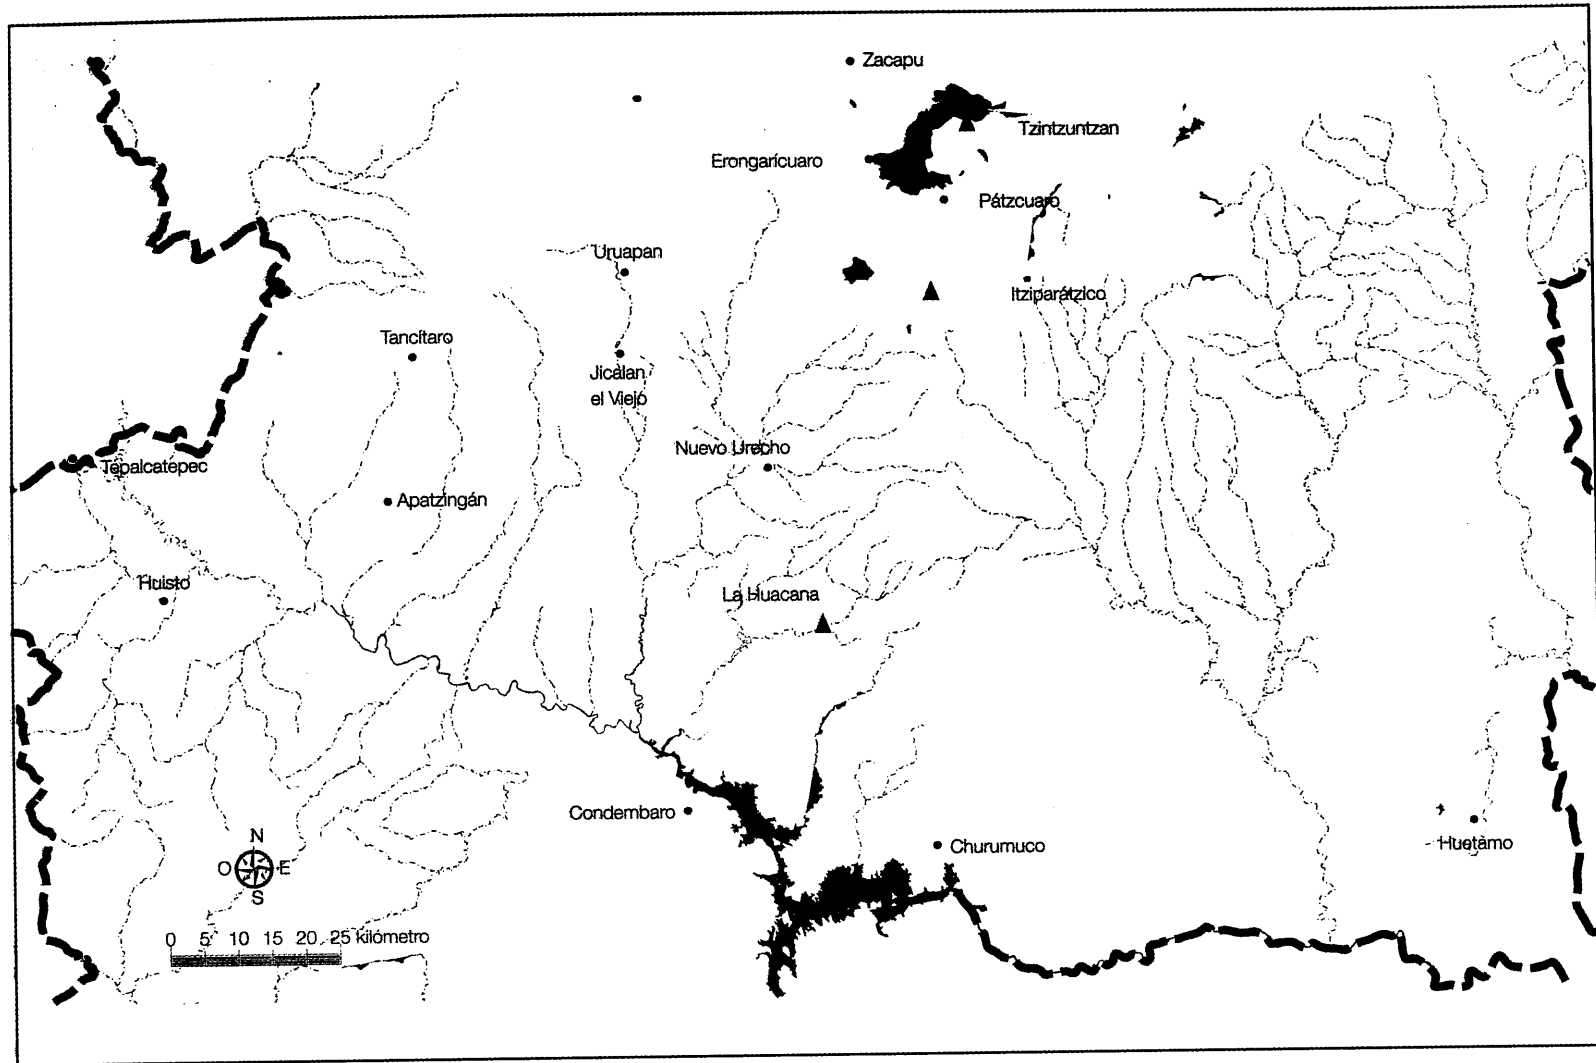 Zacapu
Tzintzuntzan
Erongarícuaro
Pátzcuaro
Uruapan
Itziparátzico
Tancítaro
Jicalan
el Viejo
Nuevo Urecho
Tepalcatepec
Apatzingán
Huisto
La Huacana
Condembaro
Churumuco
Huetamo
N
O E
S
0 5 10 15 20 25 kilómetro